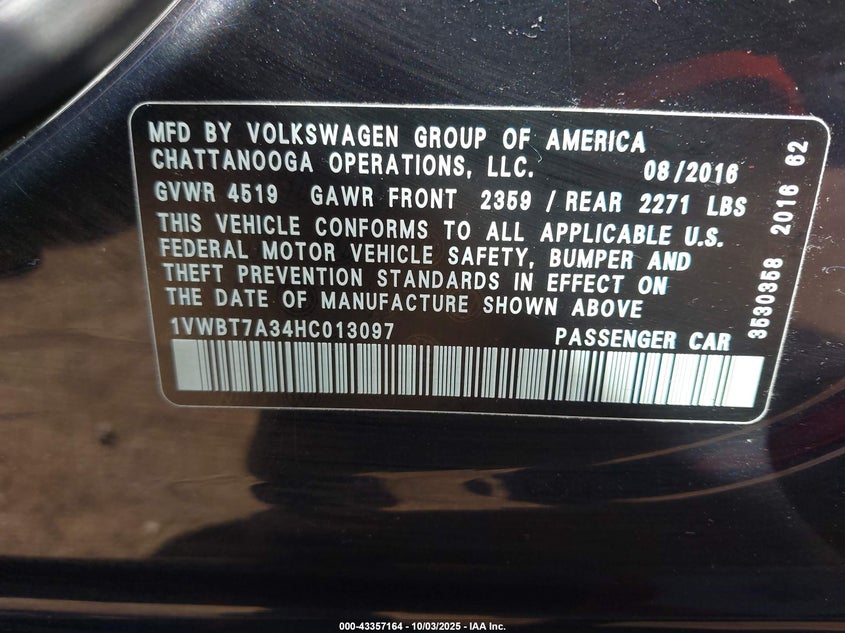 MFD BY VOLKSWAGEN GROUP OF AMERICA
CHATTANOOGA OPERATIONS, LLC. 08/2016
GVWR 4519 GAWR FRONT 2359 / REAR 2271 LBS
THIS VEHICLE CONFORMS TO ALL APPLICABLE U.S.
FEDERAL MOTOR VEHICLE SAFETY, BUMPER AND
THEFT PREVENTION STANDARDS IN EFFECT ON
THE DATE OF MANUFACTURE SHOWN ABOVE
1VWBT7A34HC013097 PASSENGER CAR
3530358 2016 62
000-43357164 - 10/03/2025 - IAA Inc.